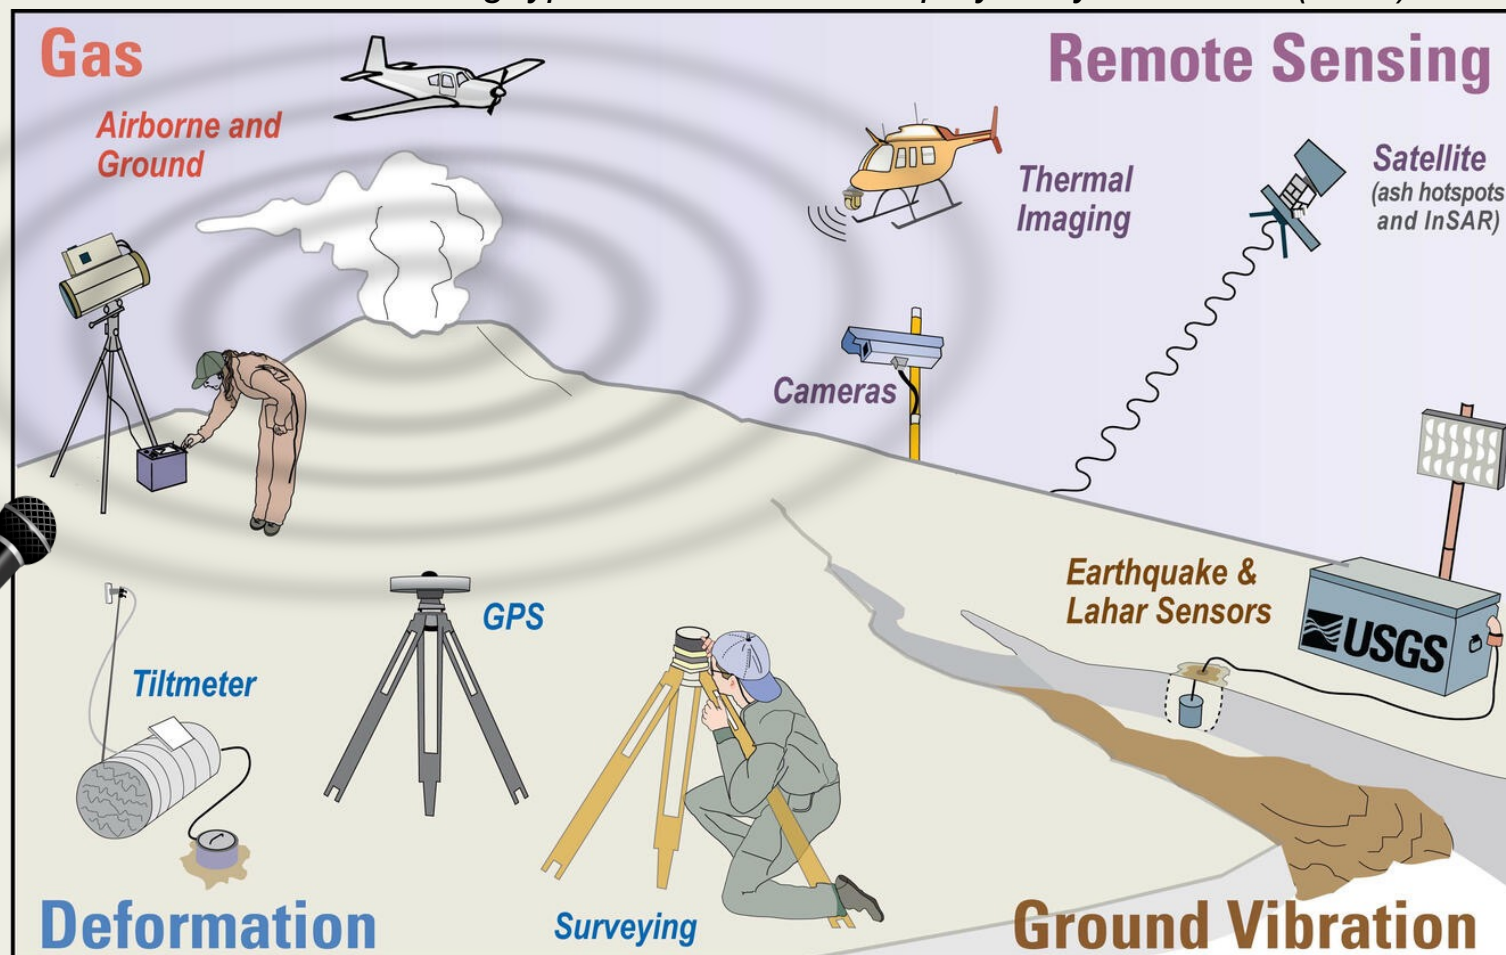 Gas
Remote Sensing
Airborne and
Ground
Thermal
Imaging
Satellite
(ash hotspots
and InSAR)
Cameras
Earthquake &
Lahar Sensors
USGS
GPS
Tiltmeter
Surveying
Deformation
Ground Vibration